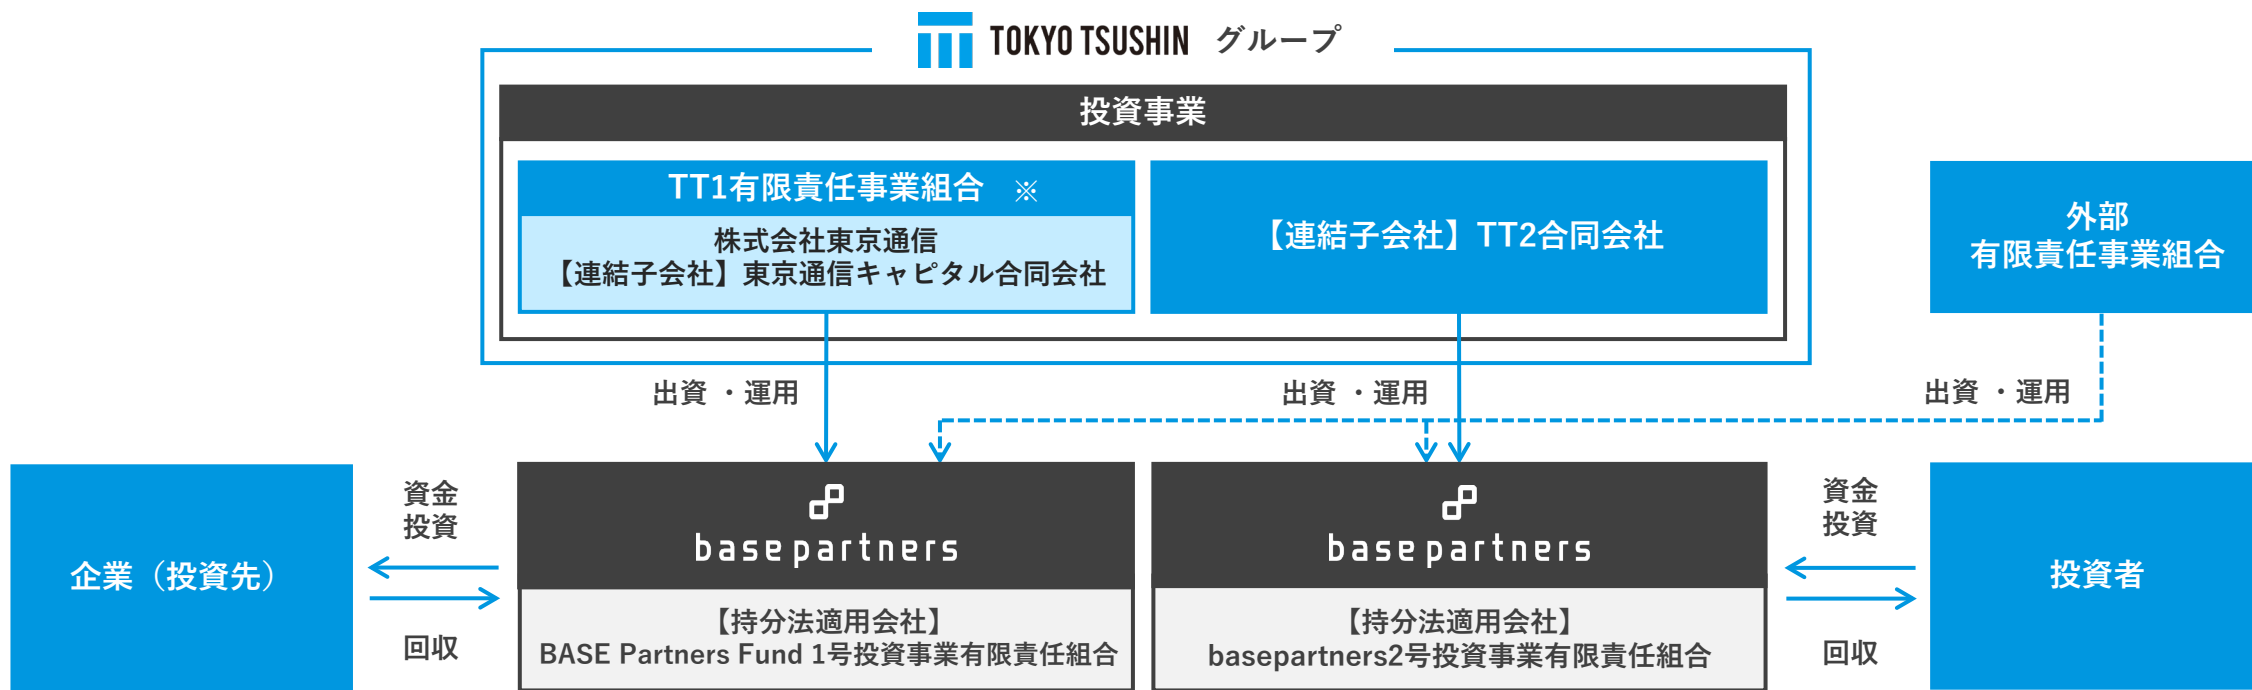 TOKYO TSUSHIN グループ
投資事業
TT1有限責任事業組合 ※
株式会社東京通信
【連結子会社】東京通信キャピタル合同会社
【連結子会社】TT2合同会社
外部
有限責任事業組合
出資 ・運用
出資 ・運用
出資 ・運用
企業（投資先）
資金
投資
回収
base partners
【持分法適用会社】
BASE Partners Fund 1号投資事業有限責任組合
base partners
【持分法適用会社】
basepartners2号投資事業有限責任組合
資金
投資
回収
投資者